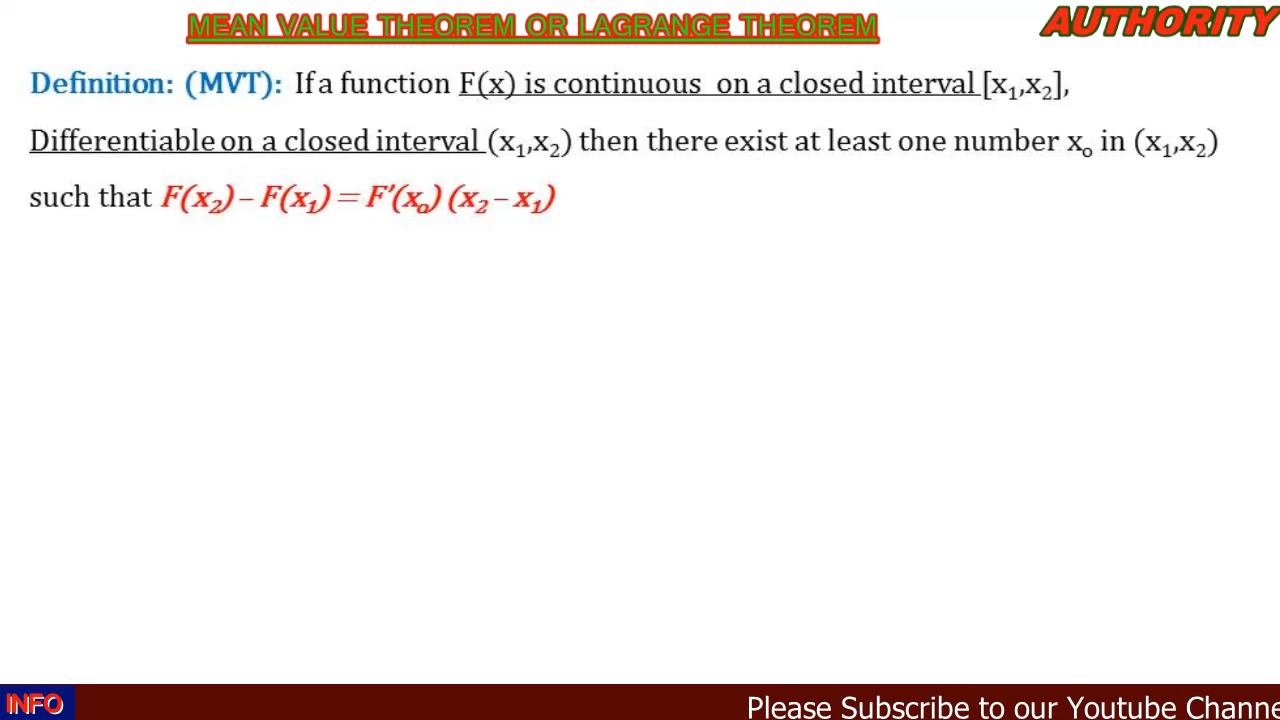 MEAN VALUE THEOREM OR LAGRANGE THEOREM
AUTHORITY
Definition: (MVT): If a function F(x) is continuous on a closed interval [x₁,x₂],
Differentiable on a closed interval (x₁,x₂) then there exist at least one number xₒ in (x₁,x₂)
such that F(x₂) – F(x₁) = F′(xₒ) (x₂ – x₁)
INFO
Please Subscribe to our Youtube Channe